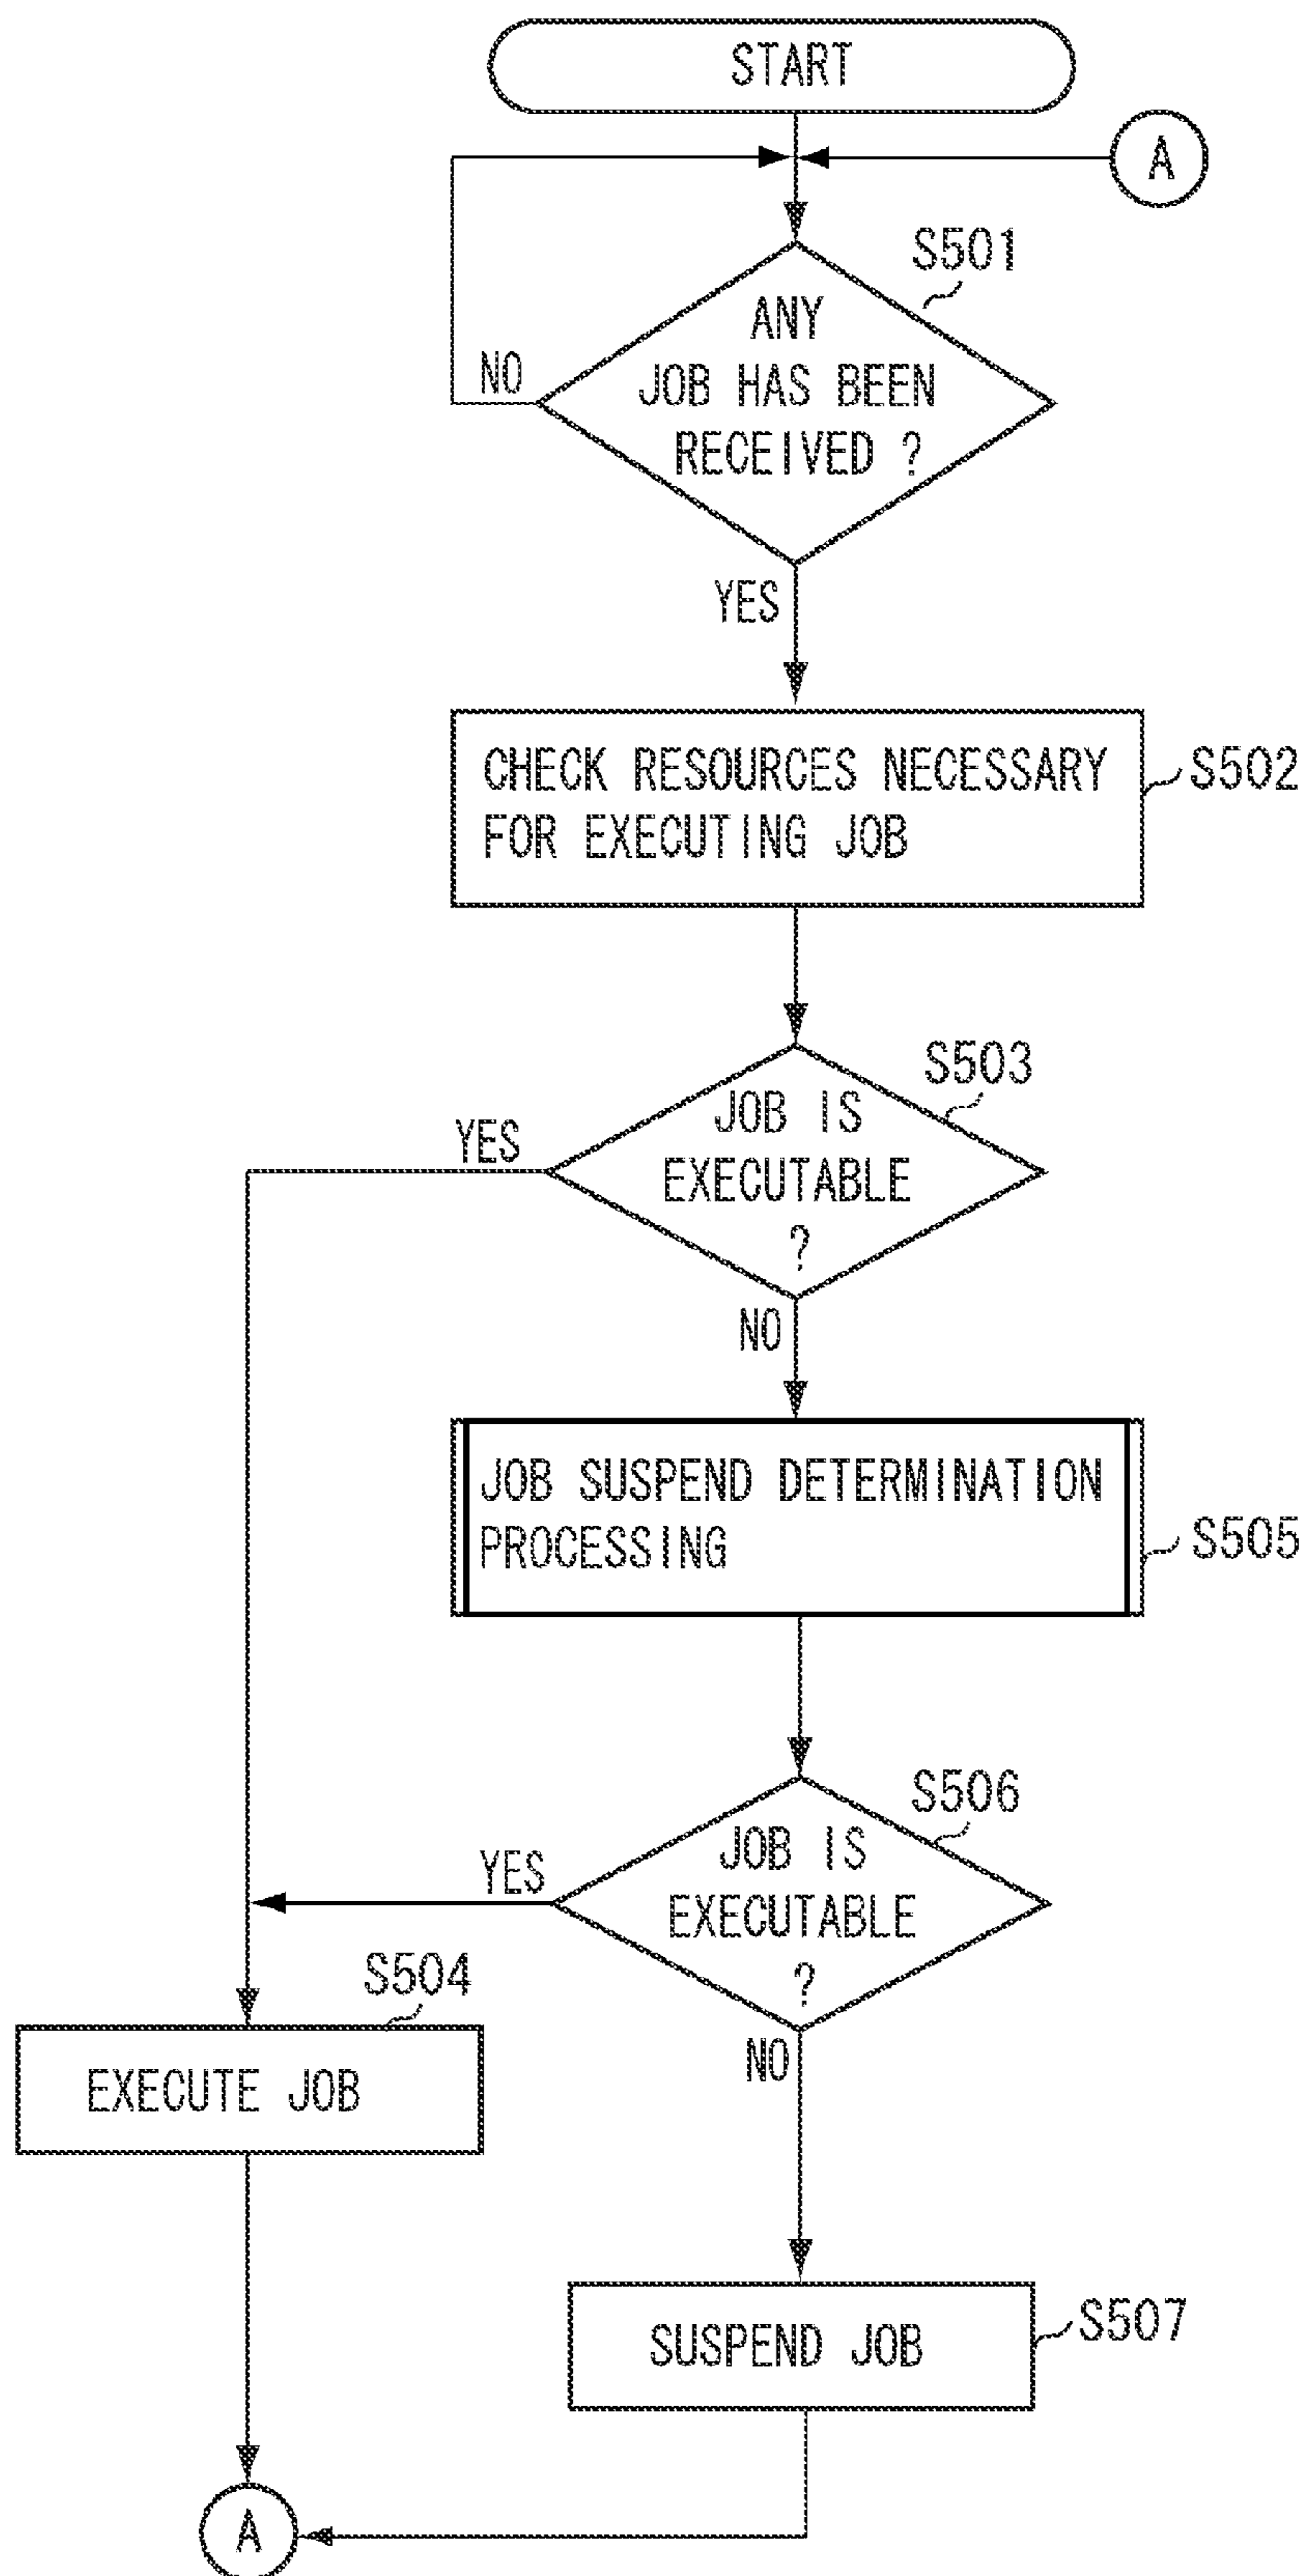 START
A
S501
ANY
JOB HAS BEEN
RECEIVED ?
NO
YES
CHECK RESOURCES NECESSARY
FOR EXECUTING JOB
S502
S503
JOB IS
EXECUTABLE
?
YES
NO
JOB SUSPEND DETERMINATION
PROCESSING
S505
S506
JOB IS
EXECUTABLE
?
YES
NO
S504
EXECUTE JOB
SUSPEND JOB
S507
A